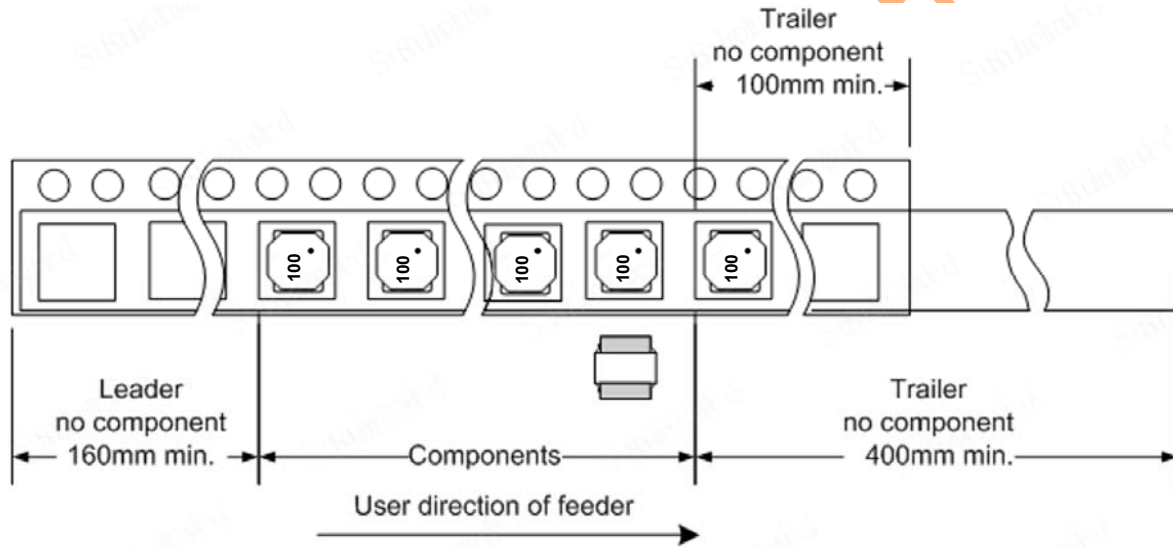 Trailer
no component
100mm min.
100
100
100
100
100
Leader
no component
160mm min.
Components
Trailer
no component
400mm min.
User direction of feeder